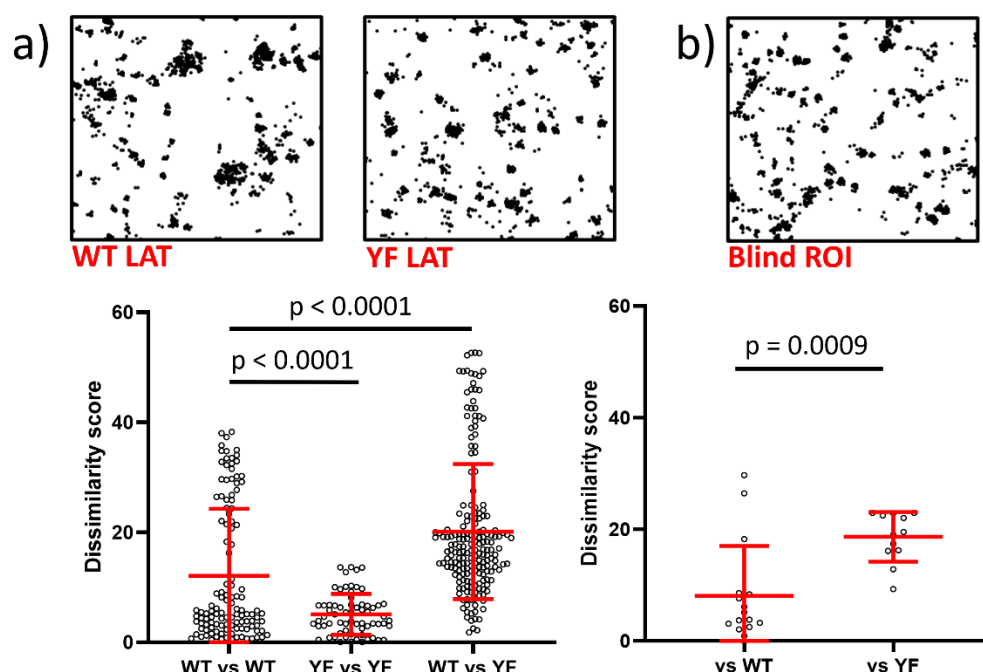 a)
b)
WT LAT
YF LAT
Blind ROI
60
p < 0.0001
p < 0.0001
40
20
0
Dissimilarity score
WT vs WT
YF vs YF
WT vs YF
60
p = 0.0009
40
20
0
Dissimilarity score
vs WT
vs YF